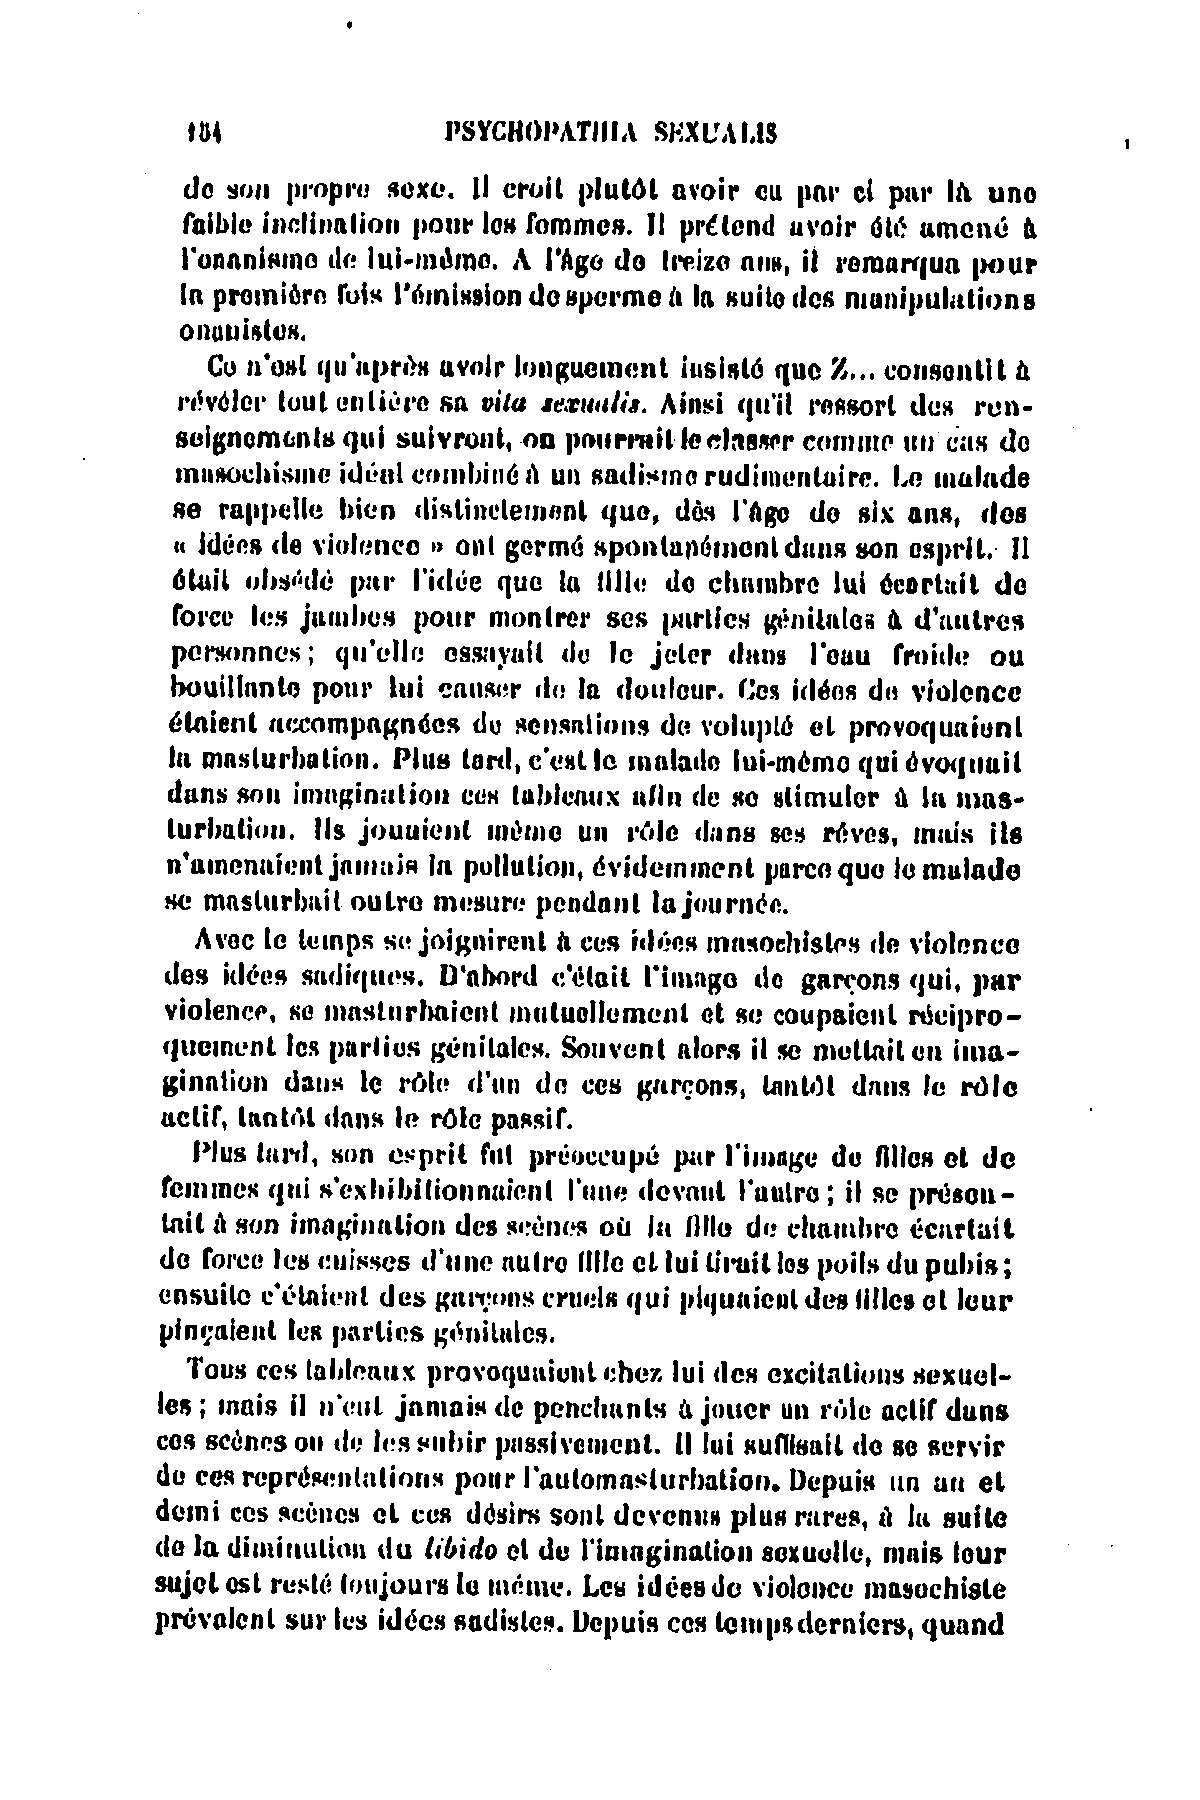 184 PSYCHOPATHIA SEXUALIS
de son propre sexe. Il croit plutôt avoir eu par ci par là une
faible inclination pour les femmes. Il prétend avoir été amené à
l'onanisme de lui-même. A l'âge de treize ans, il remarqua pour
la première fois l'émission de sperme à la suite des manipulations
onanistes.
Ce n'est qu'après avoir longuement insisté que Z... consentit à
révéler tout entière sa vita sexualis. Ainsi qu'il ressort des ren-
seignements qui suivront, on pourrait le classer comme un cas de
masochisme idéal combiné à un sadisme rudimentaire. Le malade
se rappelle bien distinctement que, dès l'âge de six ans, des
« idées de violence » ont germé spontanément dans son esprit. Il
était obsédé par l'idée que la fille de chambre lui écartait de
force les jambes pour montrer ses parties génitales à d'autres
personnes; qu'elle essayait de le jeter dans l'eau froide ou
bouillante pour lui causer de la douleur. Ces idées de violence
étaient accompagnées de sensations de volupté et provoquaient
la masturbation. Plus tard, c'est le malade lui-même qui évoquait
dans son imagination ces tableaux afin de se stimuler à la mas-
turbation. Ils jouaient même un rôle dans ses rêves, mais ils
n'amenaient jamais la pollution, évidemment parce que le malade
se masturbait outre mesure pendant la journée.
Avec le temps se joignirent à ces idées masochistes de violence
des idées sadiques. D'abord c'était l'image de garçons qui, par
violence, se masturbaient mutuellement et se coupaient récipro-
quement les parties génitales. Souvent alors il se mettait en ima-
gination dans le rôle d'un de ces garçons, tantôt dans le rôle
actif, tantôt dans le rôle passif.
Plus tard, son esprit fut préoccupé par l'image de filles et de
femmes qui s'exhibitionnaient l'une devant l'autre; il se présen-
tait à son imagination des scènes où la fille de chambre écartait
de force les cuisses d'une autre fille et lui tirait les poils du pubis;
ensuite c'étaient des garçons cruels qui piquaient des filles et leur
pinçaient les parties génitales.
Tous ces tableaux provoquaient chez lui des excitations sexuel-
les; mais il n'eut jamais de penchants à jouer un rôle actif dans
ces scènes ou de les subir passivement. Il lui suffisait de se servir
de ces représentations pour l'automasturbation. Depuis un an et
demi ces scènes et ces désirs sont devenus plus rares, à la suite
de la diminution du libido et de l'imagination sexuelle, mais leur
sujet est resté toujours le même. Les idées de violence masochiste
prévalent sur les idées sadistes. Depuis ces temps derniers, quand